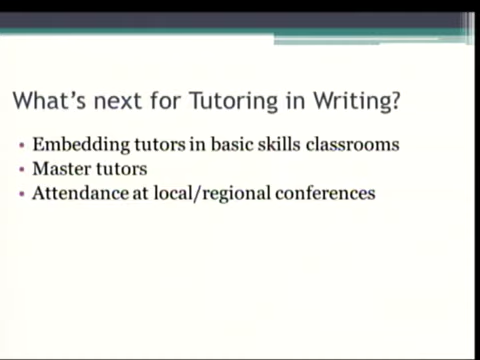 What's next for Tutoring in Writing?
• Embedding tutors in basic skills classrooms
• Master tutors
• Attendance at local/regional conferences